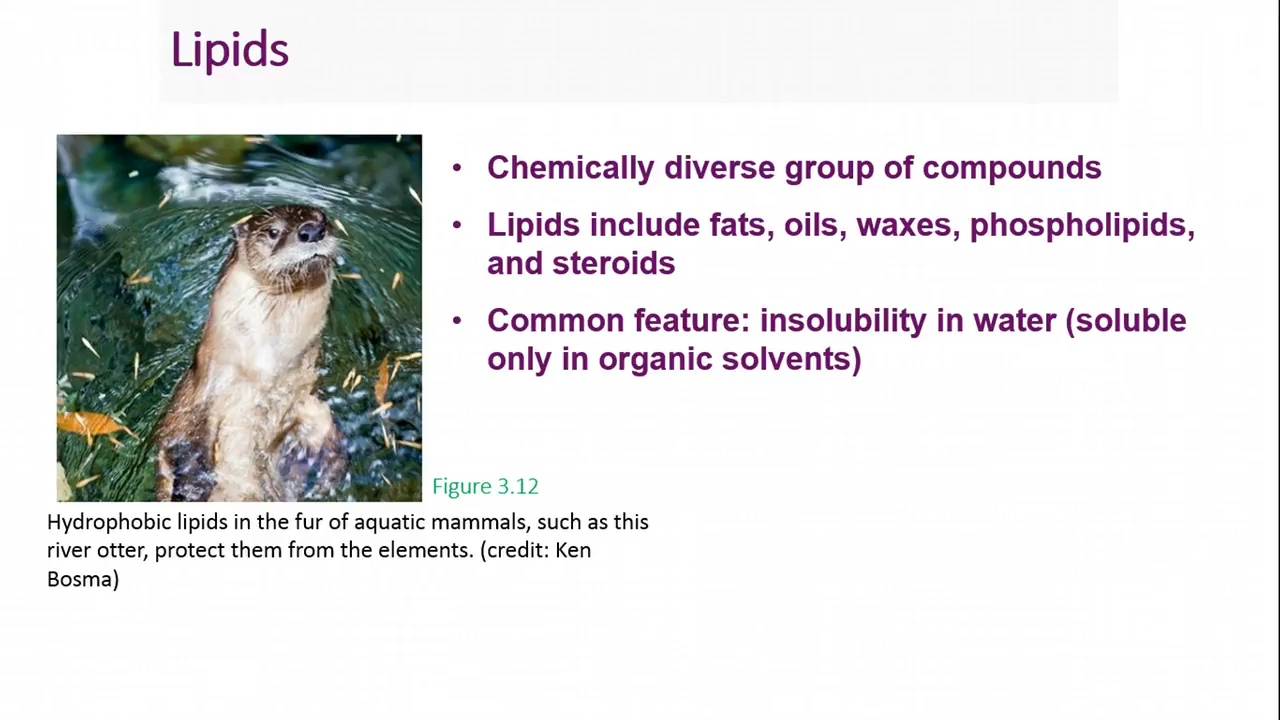 Lipids
• Chemically diverse group of compounds
• Lipids include fats, oils, waxes, phospholipids,
and steroids
• Common feature: insolubility in water (soluble
only in organic solvents)
Figure 3.12
Hydrophobic lipids in the fur of aquatic mammals, such as this
river otter, protect them from the elements. (credit: Ken
Bosma)